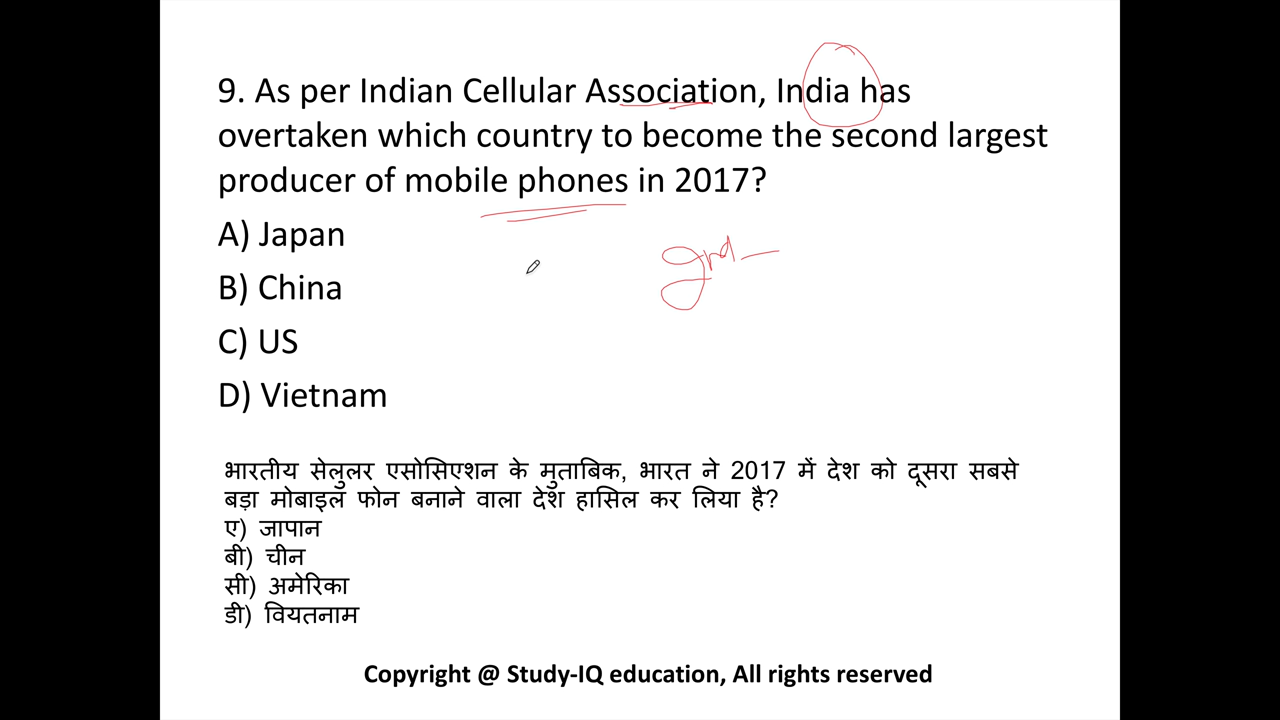 9. As per Indian Cellular Association, India has
overtaken which country to become the second largest
producer of mobile phones in 2017?
2nd
A) Japan
B) China
C) US
D) Vietnam
भारतीय सेलुलर एसोसिएशन के मुताबिक, भारत ने 2017 में देश को दूसरा सबसे
बड़ा मोबाइल फोन बनाने वाला देश हासिल कर लिया है?
ए) जापान
बी) चीन
सी) अमेरिका
डी) वियतनाम
Copyright @ Study-IQ education, All rights reserved